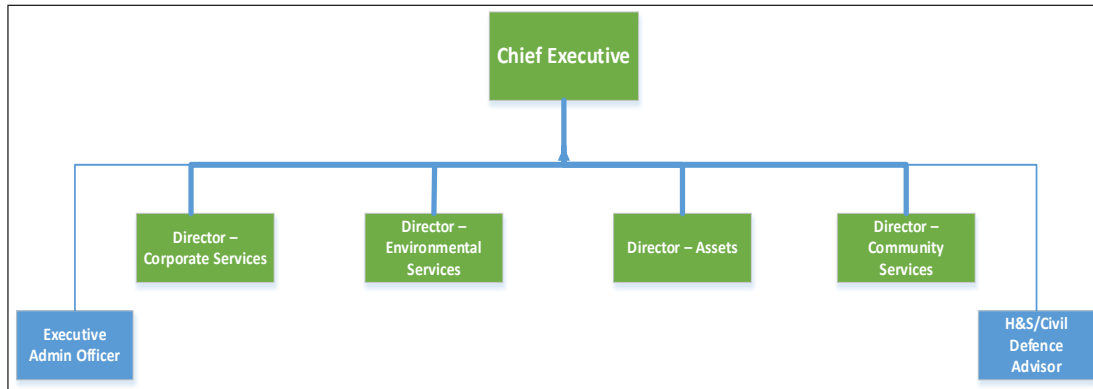 Chief Executive
Director –
Corporate Services
Director –
Environmental
Services
Director – Assets
Director –
Community
Services
Executive
Admin Officer
H&S/Civil
Defence
Advisor